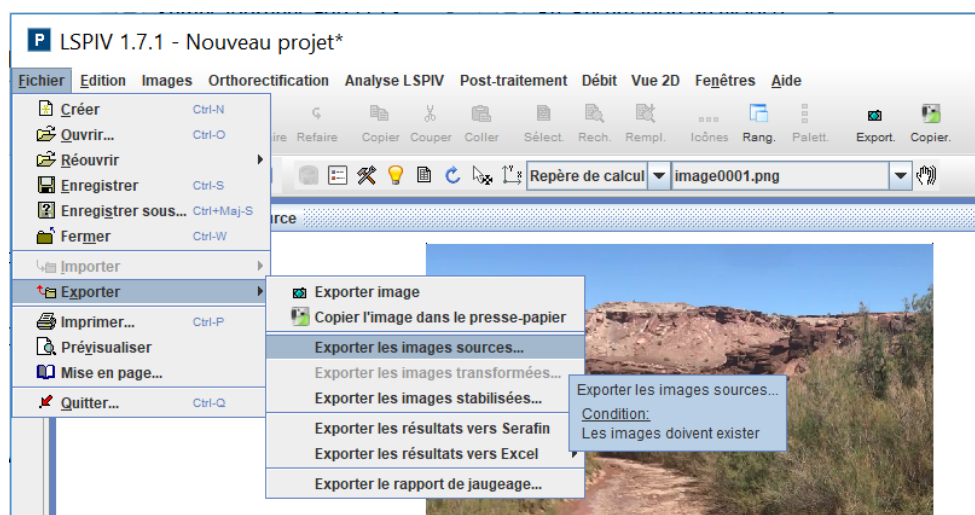 LSPIV 1.7.1 - Nouveau projet*
Fichier Edition Images Orthorectification Analyse LSPIV Post-traitement Débit Vue 2D Fenêtres Aide
Créer Ctrl-N
Ouvrir... Ctrl-O
Refaire Copier Couper Coller Sélect. Rech. Rempl. Icônes Rang. Palett. Export. Copier.
Réouvrir
Enregistrer Ctrl-S
Repère de calcul image0001.png
Enregistrer sous... Ctrl+Maj-S
Fermer Ctrl-W
Importer
Exporter
Exporter image
Imprimer... Ctrl-P
Copier l'image dans le presse-papier
Prévisualiser
Exporter les images sources...
Mise en page...
Exporter les images transformées...
Quitter... Ctrl-Q
Exporter les images stabilisées...
Exporter les images sources...
Condition:
Les images doivent exister
Exporter les résultats vers Serafin
Exporter les résultats vers Excel
Exporter le rapport de jaugeage...